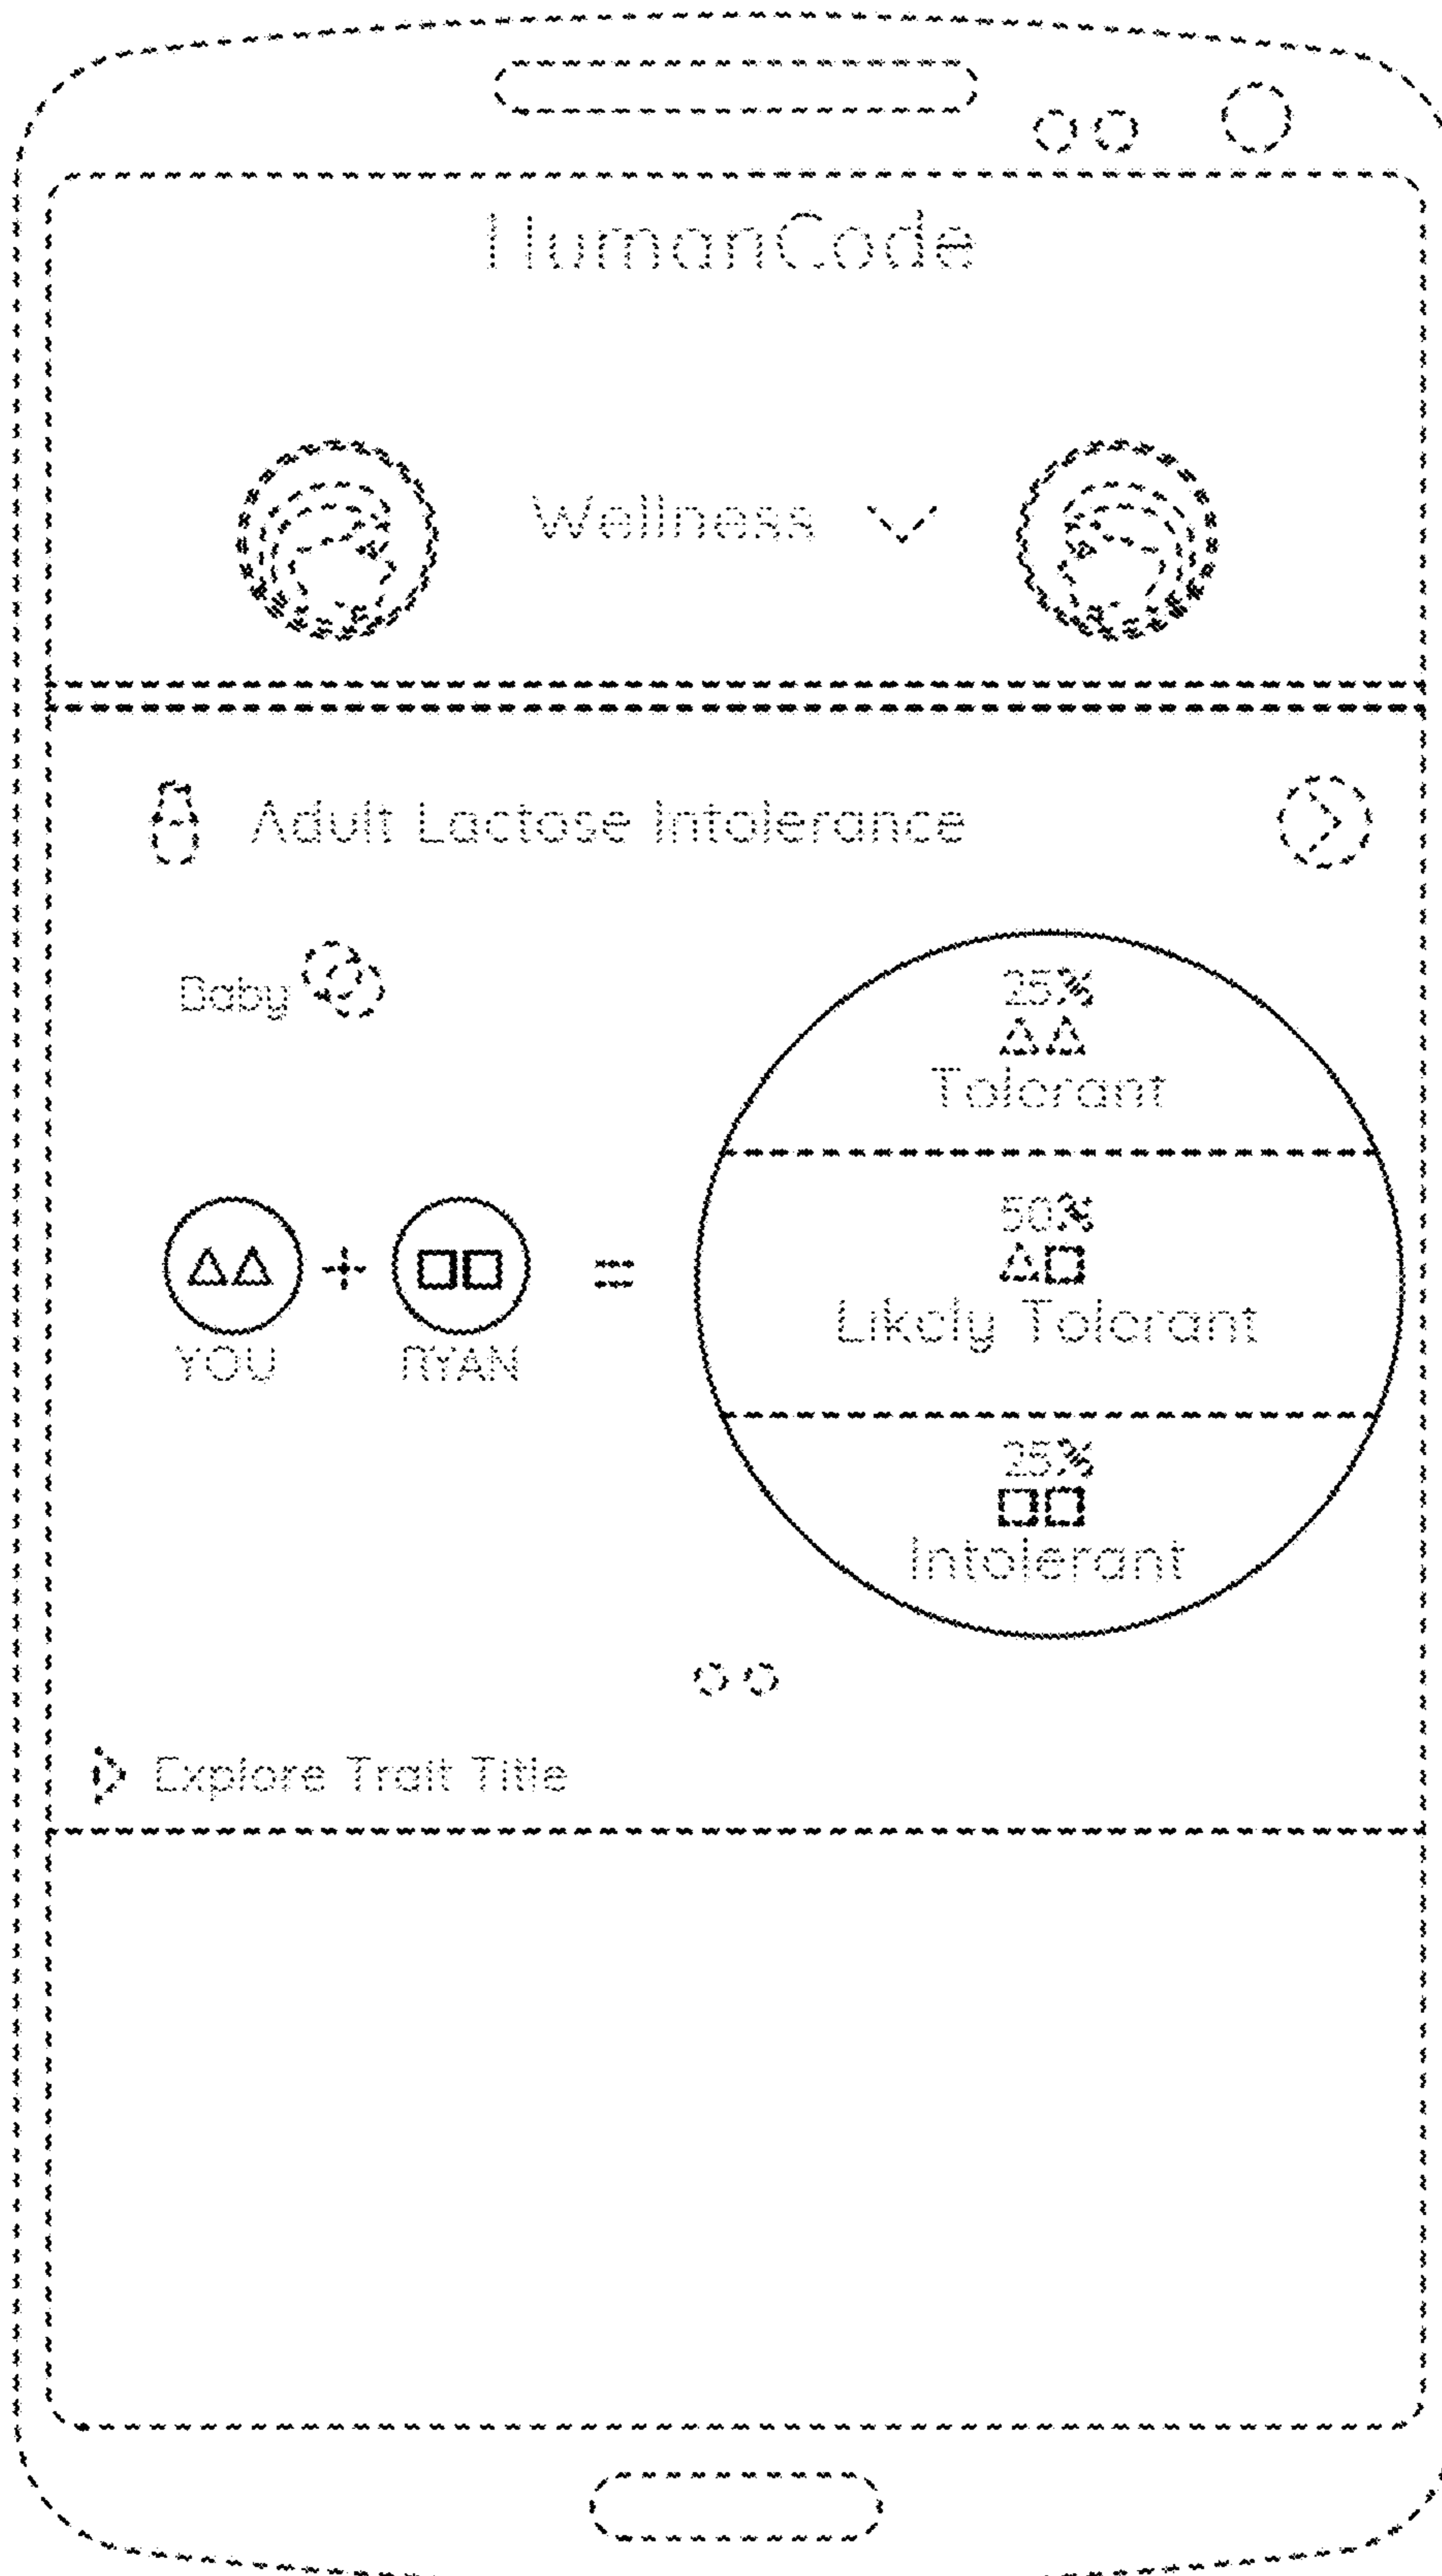 HumanCode
Wellness
Adult Lactose Intolerance
Baby
25%
Tolerant
50%
Likely Tolerant
25%
Intolerant
+
=
YOU
RYAN
Explore Trait Title